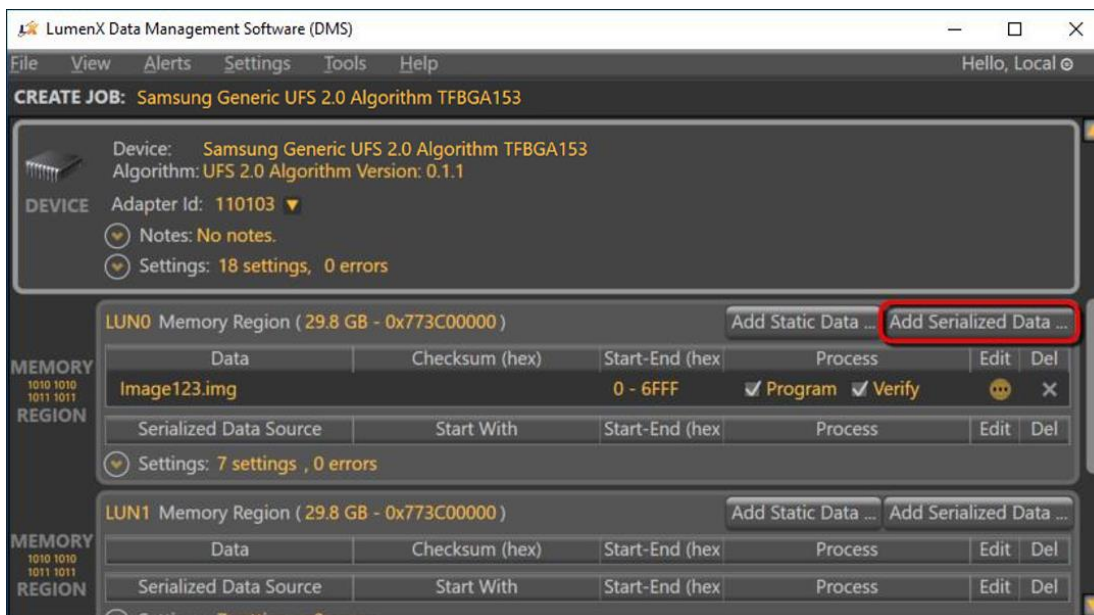 LumenX Data Management Software (DMS)
File View Alerts Settings Tools Help Hello, Local
CREATE JOB: Samsung Generic UFS 2.0 Algorithm TFBGA153
Device: Samsung Generic UFS 2.0 Algorithm TFBGA153
Algorithm: UFS 2.0 Algorithm Version: 0.1.1
DEVICE Adapter Id: 110103
Notes: No notes.
Settings: 18 settings, 0 errors
LUN0 Memory Region ( 29.8 GB - 0x773C00000 ) Add Static Data ... Add Serialized Data ...
MEMORY Data Checksum (hex) Start-End (hex Process Edit Del
1010 1010
1011 1011
REGION
Image123.img 0 - 6FFF Program Verify
Serialized Data Source Start With Start-End (hex Process Edit Del
Settings: 7 settings , 0 errors
LUN1 Memory Region ( 29.8 GB - 0x773C00000 ) Add Static Data ... Add Serialized Data ...
MEMORY Data Checksum (hex) Start-End (hex Process Edit Del
1010 1010
1011 1011
REGION Serialized Data Source Start With Start-End (hex Process Edit Del